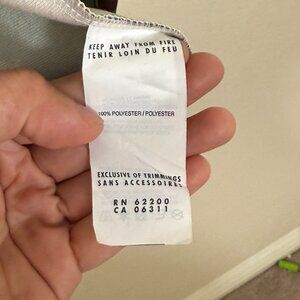 KEEP AWAY FROM FIRE
TENIR LOIN DU FEU
100% POLYESTER/POLYESTER
EXCLUSIVE OF TRIMMINGS
SANS ACCESSOIRES
RN 62200
CA 06311